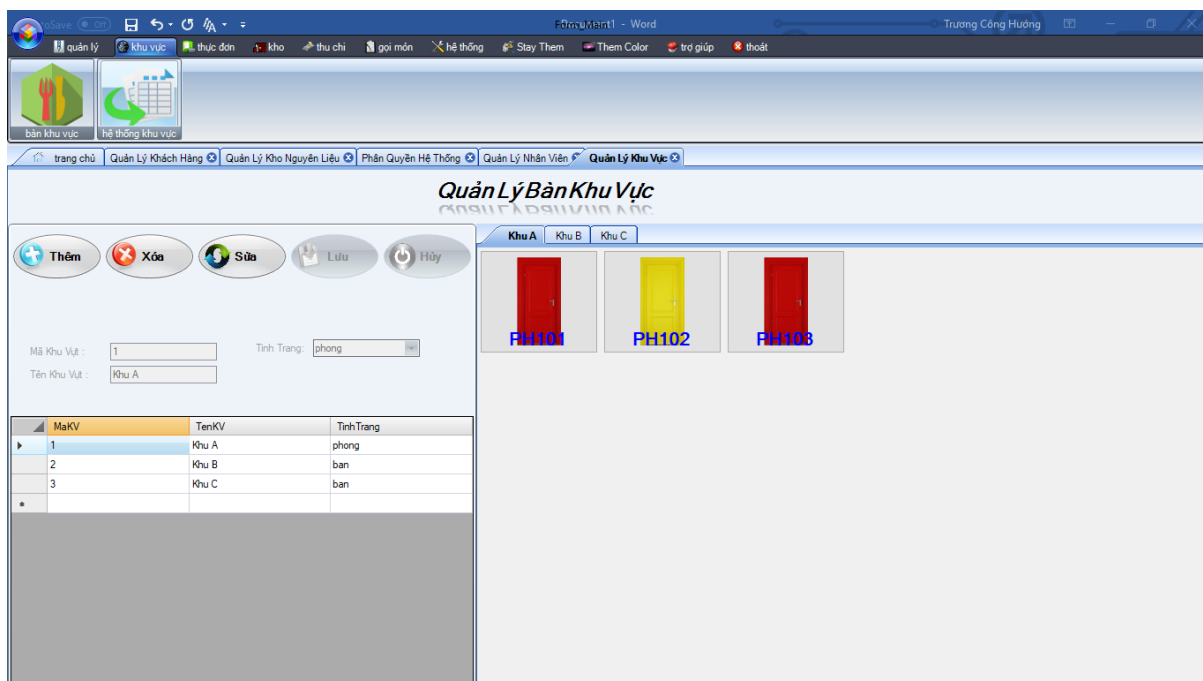 oSave Off Document1 - Word Trương Công Hướng
quản lý khu vực thực đơn kho thu chi gọi món hệ thống Stay Them Them Color trợ giúp thoát
bàn khu vực hệ thống khu vực
trang chủ Quản Lý Khách Hàng Quản Lý Kho Nguyên Liệu Phân Quyền Hệ Thống Quản Lý Nhân Viên Quản Lý Khu Vực
Quản Lý Bàn Khu Vực
Thêm Xóa Sửa Lưu Hủy
Khu A Khu B Khu C
PH101 PH102 PH103
Mã Khu Vựt : 1 Tinh Trang: phong
Tên Khu Vựt : Khu A
MaKV TenKV TinhTrang
1 Khu A phong
2 Khu B ban
3 Khu C ban